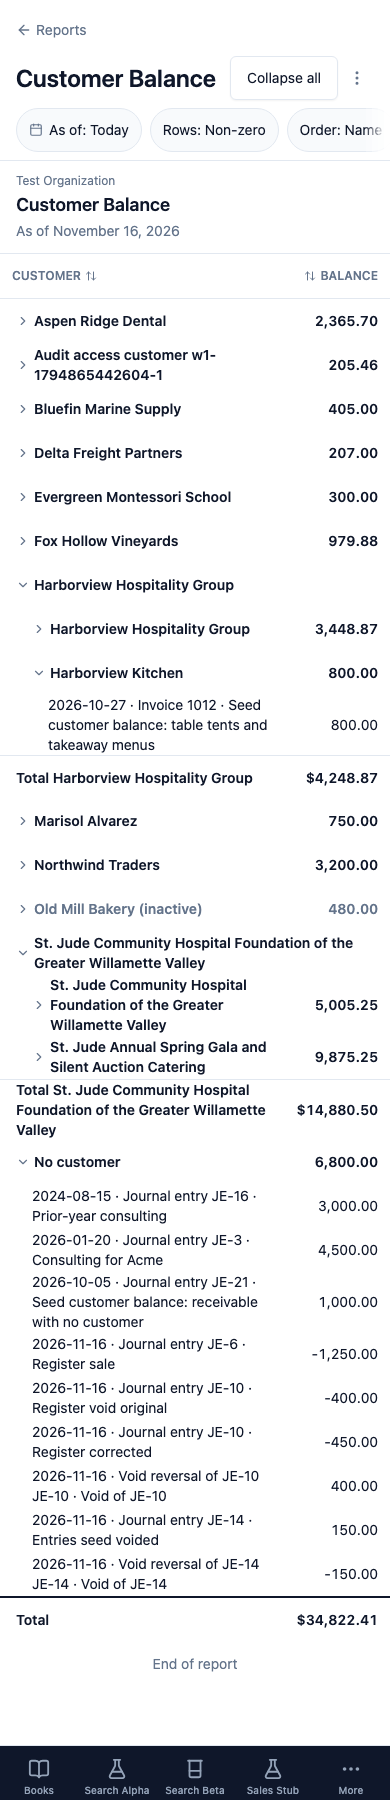 Reports
Customer Balance
Collapse all
As of: Today
Rows: Non-zero
Order: Name
Test Organization
Customer Balance
As of November 16, 2026
CUSTOMER BALANCE
Aspen Ridge Dental 2,365.70
Audit access customer w1-
1794865442604-1 205.46
Bluefin Marine Supply 405.00
Delta Freight Partners 207.00
Evergreen Montessori School 300.00
Fox Hollow Vineyards 979.88
Harborview Hospitality Group
Harborview Hospitality Group 3,448.87
Harborview Kitchen 800.00
2026-10-27 · Invoice 1012 · Seed
customer balance: table tents and 800.00
takeaway menus
Total Harborview Hospitality Group $4,248.87
Marisol Alvarez 750.00
Northwind Traders 3,200.00
Old Mill Bakery (inactive) 480.00
St. Jude Community Hospital Foundation of the
Greater Willamette Valley
St. Jude Community Hospital
Foundation of the Greater 5,005.25
Willamette Valley
St. Jude Annual Spring Gala and
Silent Auction Catering 9,875.25
Total St. Jude Community Hospital
Foundation of the Greater Willamette $14,880.50
Valley
No customer 6,800.00
2024-08-15 · Journal entry JE-16 ·
Prior-year consulting 3,000.00
2026-01-20 · Journal entry JE-3 ·
Consulting for Acme 4,500.00
2026-10-05 · Journal entry JE-21 ·
Seed customer balance: receivable 1,000.00
with no customer
2026-11-16 · Journal entry JE-6 ·
Register sale -1,250.00
2026-11-16 · Journal entry JE-10 ·
Register void original -400.00
2026-11-16 · Journal entry JE-10 ·
Register corrected -450.00
2026-11-16 · Void reversal of JE-10
JE-10 · Void of JE-10 400.00
2026-11-16 · Journal entry JE-14 ·
Entries seed voided 150.00
2026-11-16 · Void reversal of JE-14
JE-14 · Void of JE-14 -150.00
Total $34,822.41
End of report
Books
Search Alpha
Search Beta
Sales Stub
More